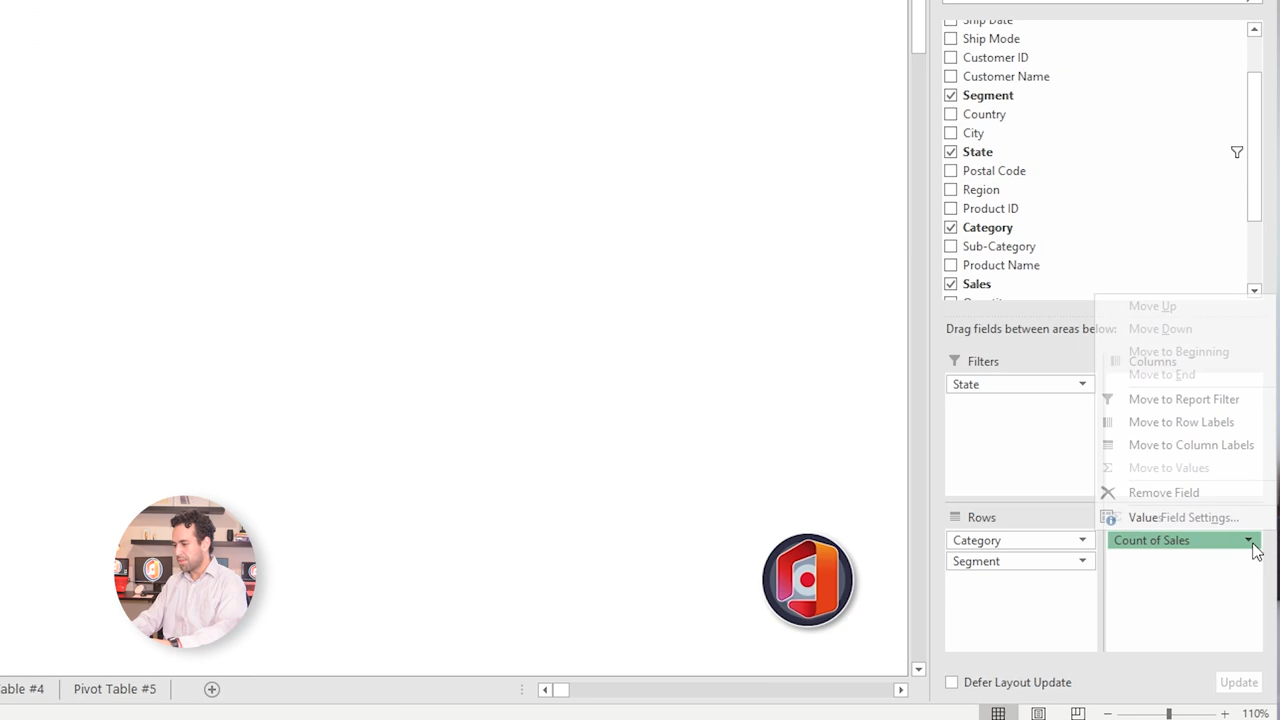 Ship Date
Ship Mode
Customer ID
Customer Name
Segment
Country
City
State
Postal Code
Region
Product ID
Category
Sub-Category
Product Name
Sales
Drag fields between areas below:
Filters
State
Columns
Move Up
Move Down
Move to Beginning
Move to End
Move to Report Filter
Move to Row Labels
Move to Column Labels
Move to Values
Remove Field
Value Field Settings...
Rows
Category
Segment
Count of Sales
Defer Layout Update
Update
able #4
Pivot Table #5
110%